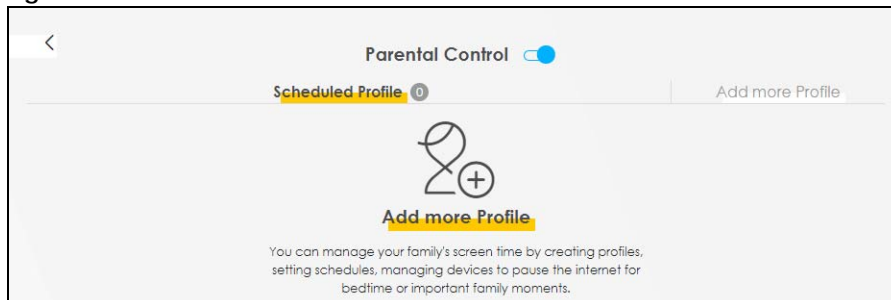 Parental Control
Scheduled Profile 0
Add more Profile
Add more Profile
You can manage your family's screen time by creating profiles,
setting schedules, managing devices to pause the internet for
bedtime or important family moments.